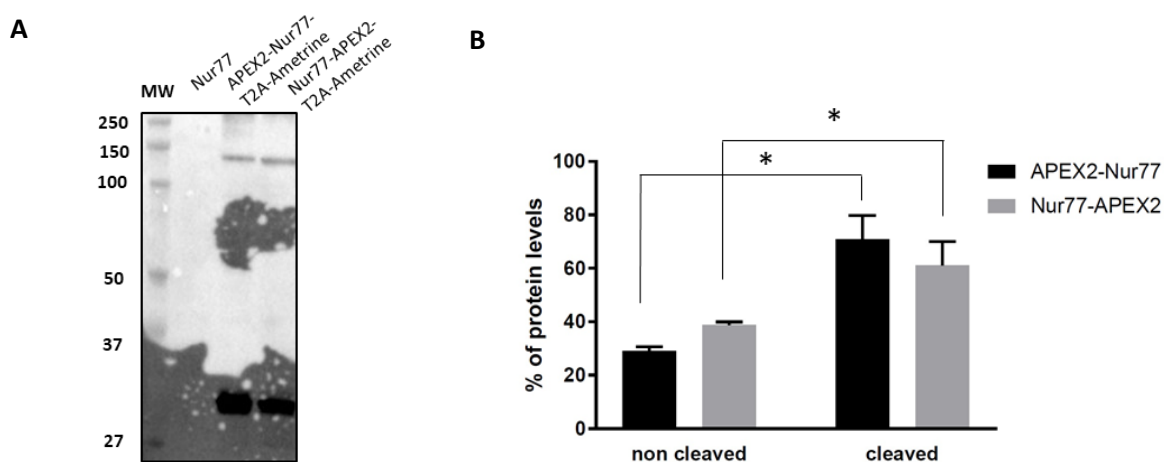 A
MW
Nur77
APEX2-Nur77-
T2A-Ametrine
Nur77-APEX2-
T2A-Ametrine
250
150
100
50
37
27
B
% of protein levels
100
80
60
40
20
0
*
*
non cleaved
cleaved
APEX2-Nur77
Nur77-APEX2